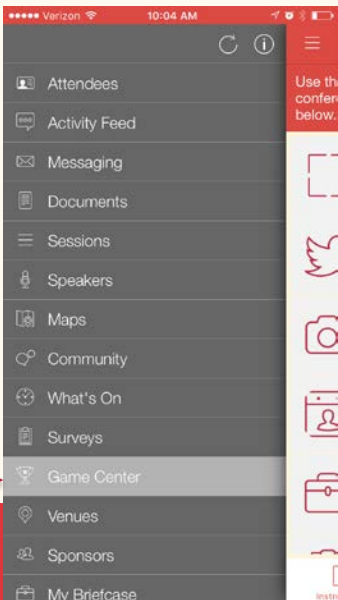 Verizon 10:04 AM
Attendees
Activity Feed
Messaging
Documents
Sessions
Speakers
Maps
Community
What's On
Surveys
Game Center
Venues
Sponsors
My Briefcase
Use th
confer
below.
Instru